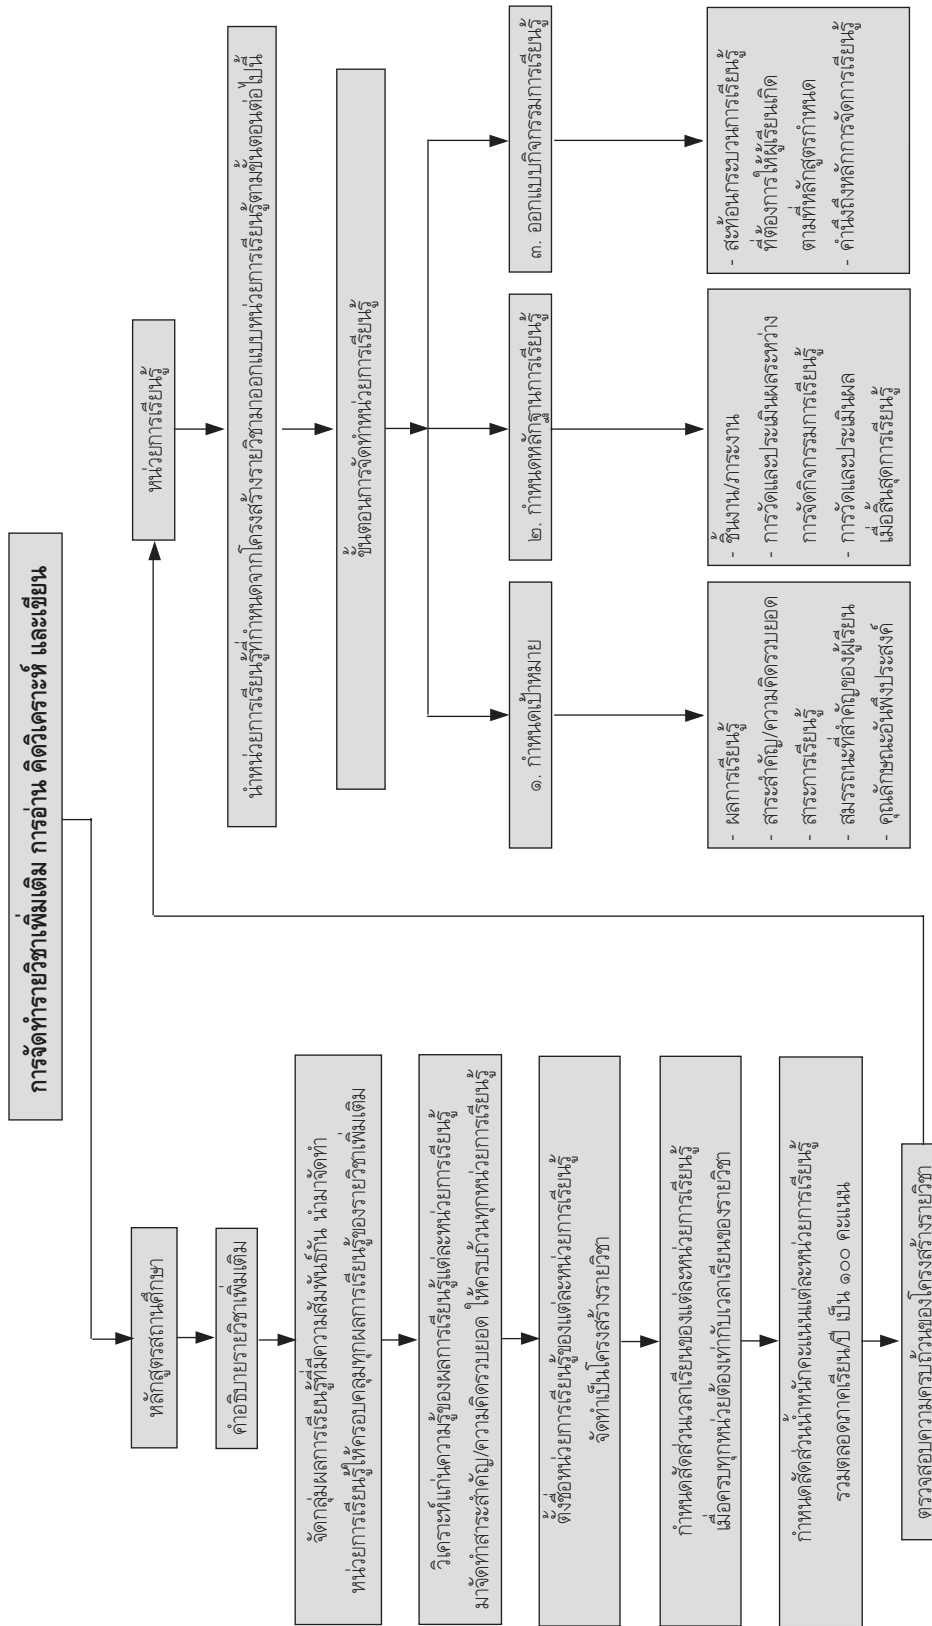 การจัดทำรายวิชาเพิ่มเติม การอ่าน คิดวิเคราะห์ และเขียน
หลักสูตรสถานศึกษา
คำอธิบายรายวิชาเพิ่มเติม
จัดกลุ่มผลการเรียนรู้ที่มีความสัมพันธ์กัน นำมาจัดทำ
หน่วยการเรียนรู้ให้ครอบคลุมทุกผลการเรียนรู้ของรายวิชาเพิ่มเติม
วิเคราะห์แก่นความรู้ของผลการเรียนรู้แต่ละหน่วยการเรียนรู้
มาจัดทำสาระสำคัญ/ความคิดรวบยอด ให้ครบถ้วนทุกหน่วยการเรียนรู้
ตั้งชื่อหน่วยการเรียนรู้ของแต่ละหน่วยการเรียนรู้
จัดทำเป็นโครงสร้างรายวิชา
กำหนดสัดส่วนเวลาเรียนของแต่ละหน่วยการเรียนรู้
เมื่อครบทุกหน่วยต้องเท่ากับเวลาเรียนของรายวิชา
กำหนดสัดส่วนน้ำหนักคะแนนแต่ละหน่วยการเรียนรู้
รวมตลอดภาคเรียน/ปี เป็น ๑๐๐ คะแนน
ตรวจสอบความครบถ้วนของโครงสร้างรายวิชา
หน่วยการเรียนรู้
นำหน่วยการเรียนรู้ที่กำหนดจากโครงสร้างรายวิชามาออกแบบหน่วยการเรียนรู้ตามขั้นตอนต่อไปนี้
ขั้นตอนการจัดทำหน่วยการเรียนรู้
๑. กำหนดเป้าหมาย
- ผลการเรียนรู้
- สาระสำคัญ/ความคิดรวบยอด
- สาระการเรียนรู้
- สมรรถนะที่สำคัญของผู้เรียน
- คุณลักษณะอันพึงประสงค์
๒. กำหนดหลักฐานการเรียนรู้
- ชิ้นงาน/ภาระงาน
- การวัดและประเมินผลระหว่าง
การจัดกิจกรรมการเรียนรู้
- การวัดและประเมินผล
เมื่อสิ้นสุดการเรียนรู้
๓. ออกแบบกิจกรรมการเรียนรู้
- สะท้อนกระบวนการเรียนรู้
ที่ต้องการให้ผู้เรียนเกิด
ตามที่หลักสูตรกำหนด
- คำนึงถึงหลักการจัดการเรียนรู้